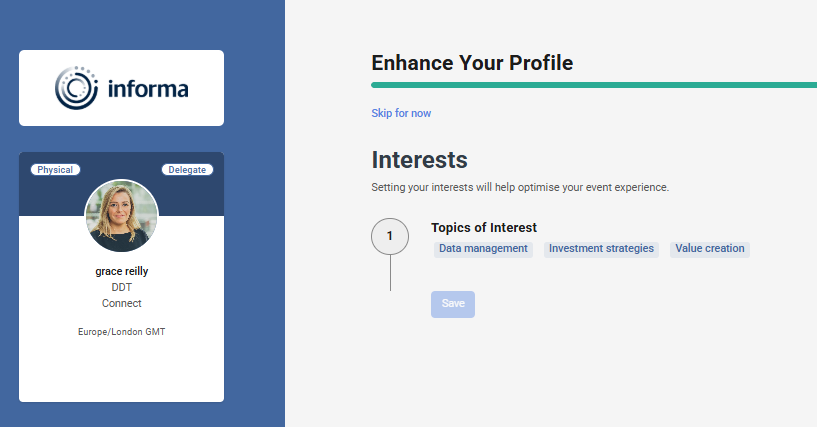 informa
Physical
Delegate
grace reilly
DDT
Connect
Europe/London GMT
Enhance Your Profile
Skip for now
Interests
Setting your interests will help optimise your event experience.
1
Topics of Interest
Data management Investment strategies Value creation
Save